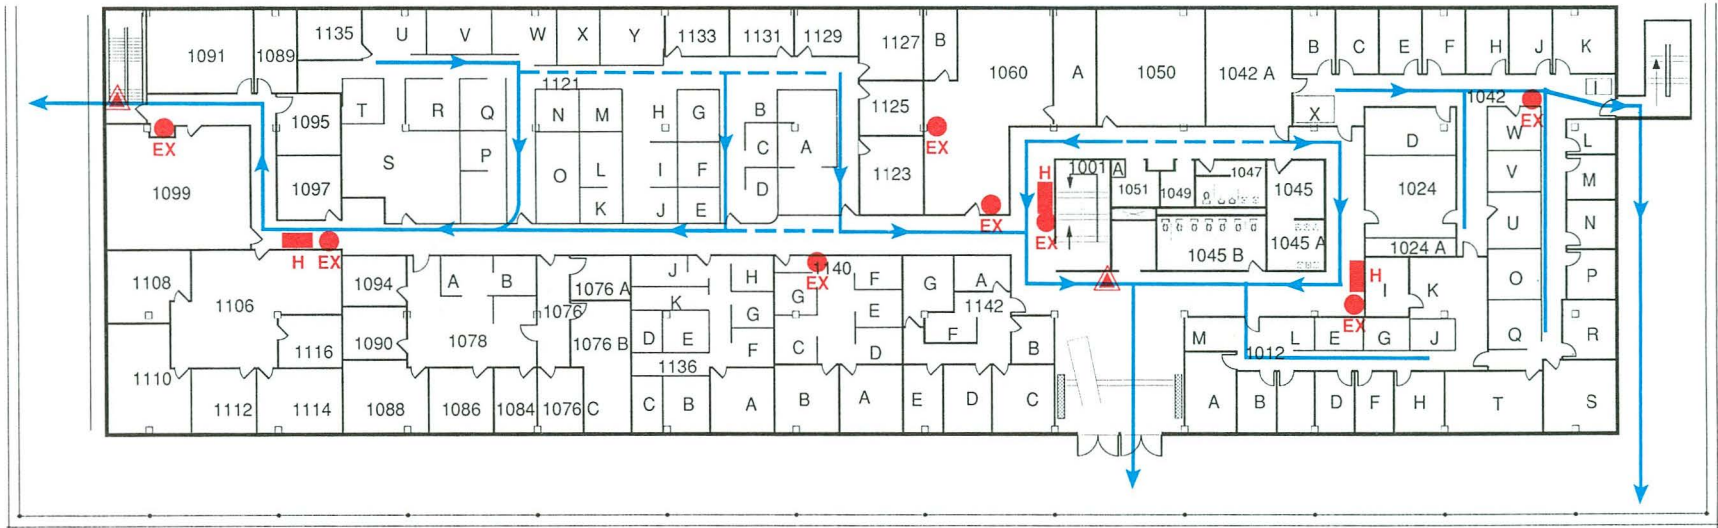 1091 1089 1135 U V W X Y 1133 1131 1129 1127 B 1060 A 1050 1042 A B C E F H J K
1121 1042 I
T R Q N M H G B 1125 X
EX 1095 EX EX W
S P C A D L
O L I F 1001 A 1047
1099 1097 D 1123 H 1051 1049 1045 1024 V M
K J E EX EX U N
H EX 1045 B 1045 A 1024 A
1108 1094 A B 1076 A J H 1140 F G A H O P
1106 EX G I K
1076 K G E 1142 EX
1090 1078 1076 B D E C D F B M L E G J Q R
1116 1136 F 1012
1110 1112 1114 1088 1086 1084 1076 C C B A B A E D C A B D F H T S